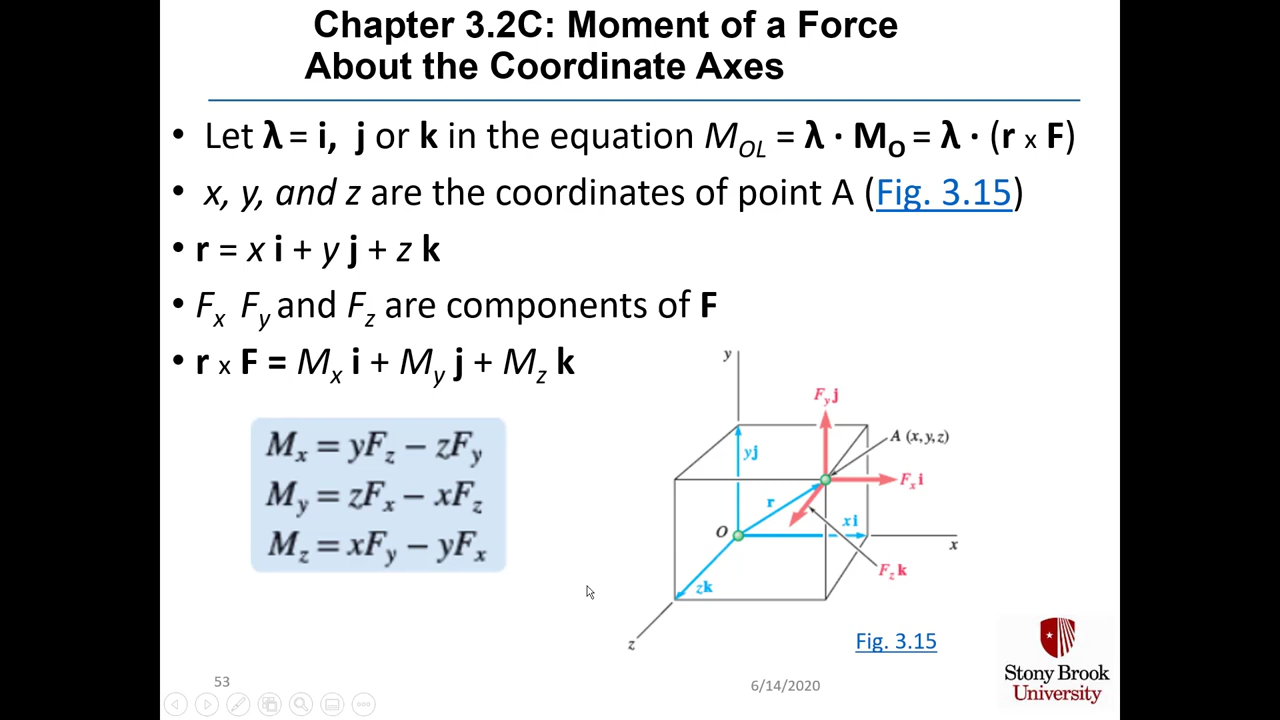 Chapter 3.2C: Moment of a Force
About the Coordinate Axes
• Let λ = i, j or k in the equation M_OL = λ · M_O = λ · (r x F)
• x, y, and z are the coordinates of point A (Fig. 3.15)
• r = x i + y j + z k
• F_x F_y and F_z are components of F
• r x F = M_x i + M_y j + M_z k
M_x = yF_z − zF_y
M_y = zF_x − xF_z
M_z = xF_y − yF_x
y
F_y j
A (x, y, z)
yj
F_x i
r
xi
O
x
F_z k
zk
z
Fig. 3.15
Stony Brook
University
53
6/14/2020